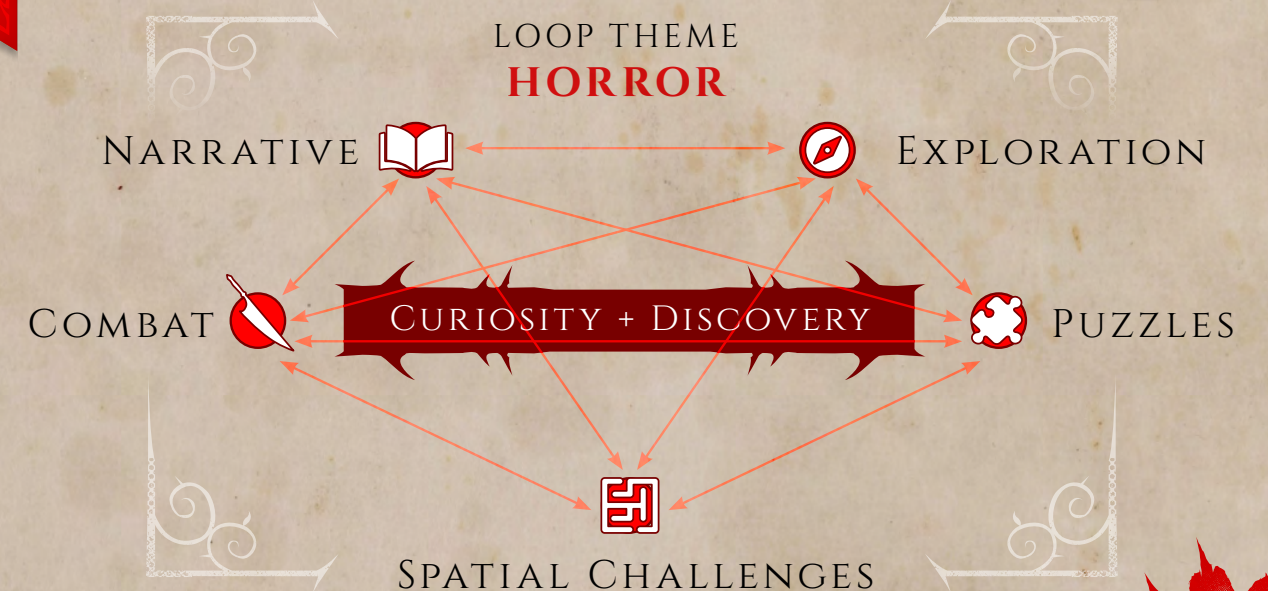 LOOP THEME
HORROR
NARRATIVE
EXPLORATION
COMBAT
CURIOSITY + DISCOVERY
PUZZLES
SPATIAL CHALLENGES